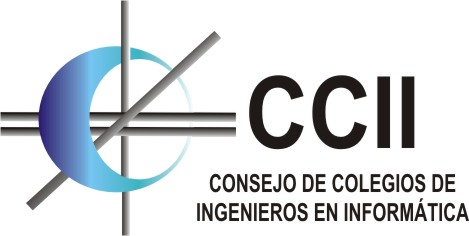 CCII
CONSEJO DE COLEGIOS DE
INGENIEROS EN INFORMÁTICA